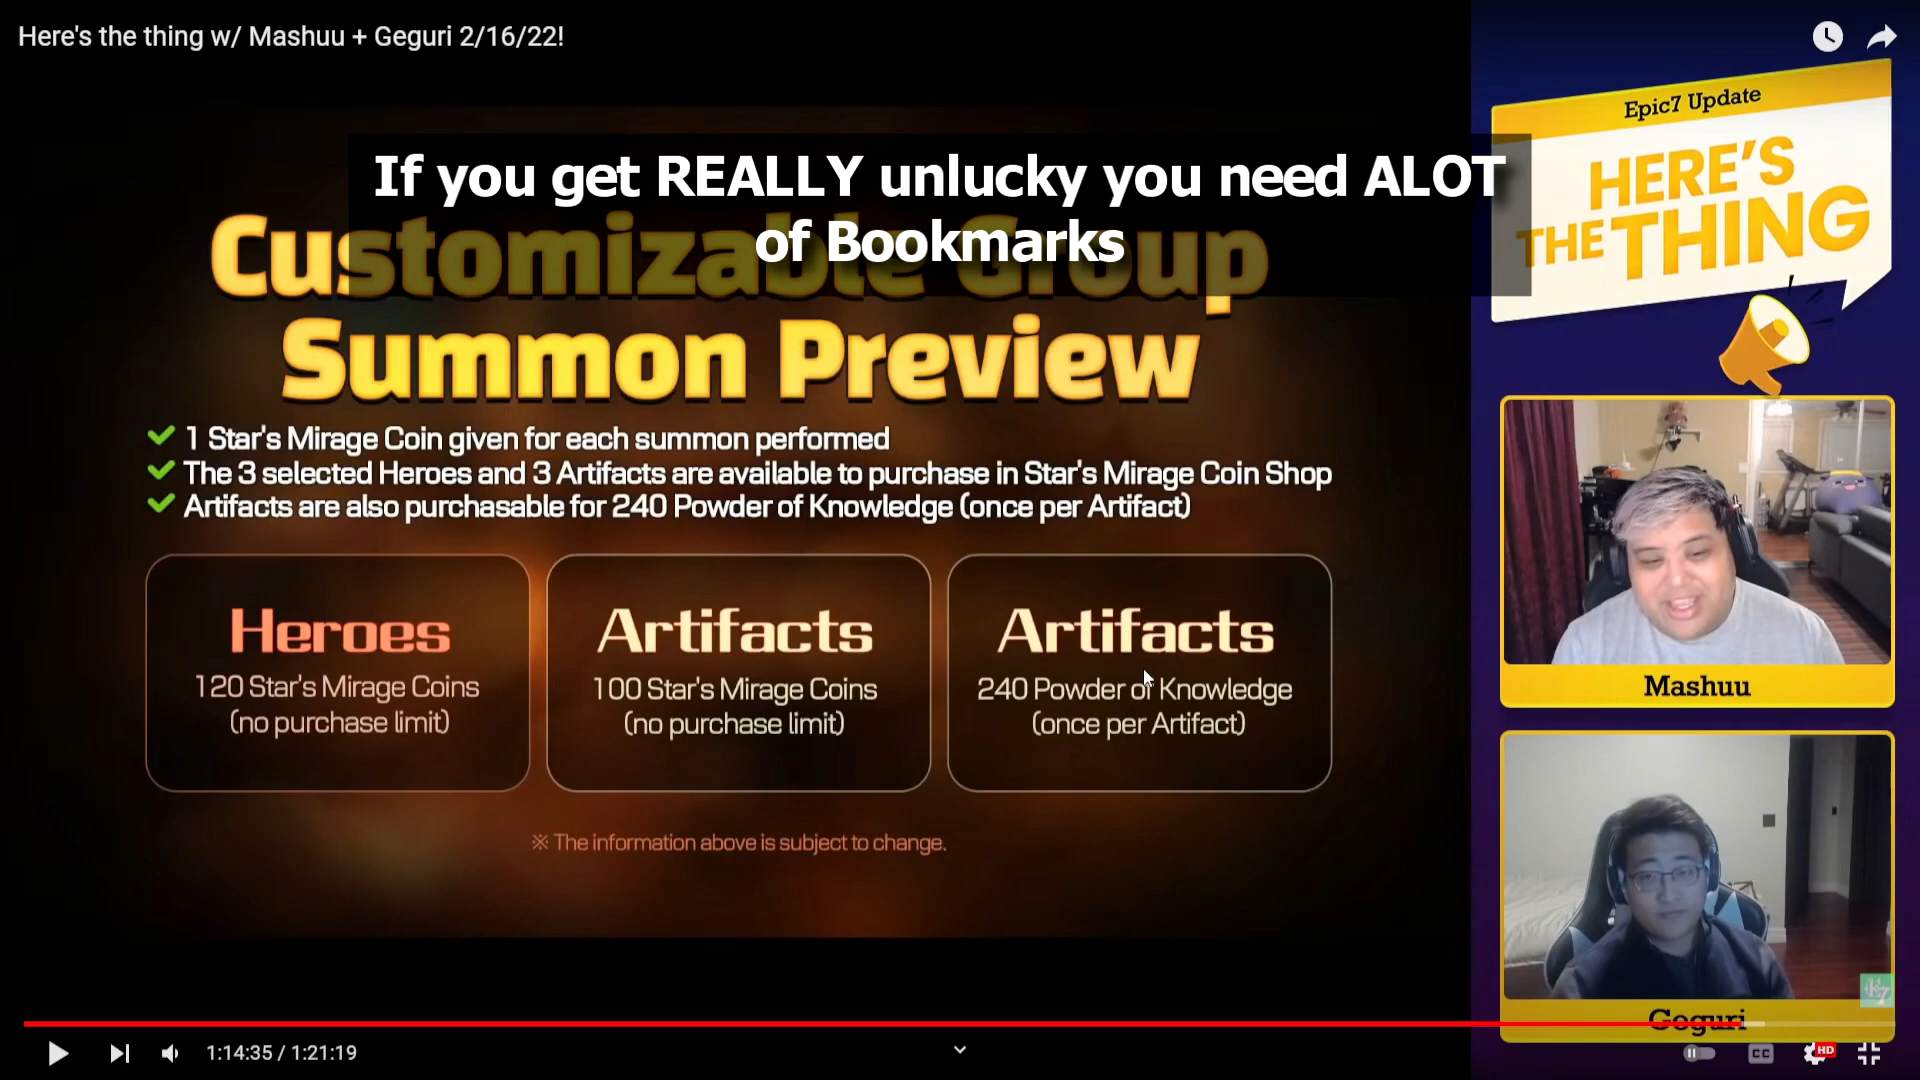 Here's the thing w/ Mashuu + Geguri 2/16/22!
Epic7 Update
HERE'S
THE THING
If you get REALLY unlucky you need ALOT
of Bookmarks
Customizable Group
Summon Preview
1 Star's Mirage Coin given for each summon performed
The 3 selected Heroes and 3 Artifacts are available to purchase in Star's Mirage Coin Shop
Artifacts are also purchasable for 240 Powder of Knowledge (once per Artifact)
Heroes
120 Star's Mirage Coins
(no purchase limit)
Artifacts
100 Star's Mirage Coins
(no purchase limit)
Artifacts
240 Powder of Knowledge
(once per Artifact)
※ The information above is subject to change.
Mashuu
Geguri
E7
1:14:35 / 1:21:19
CC
HD